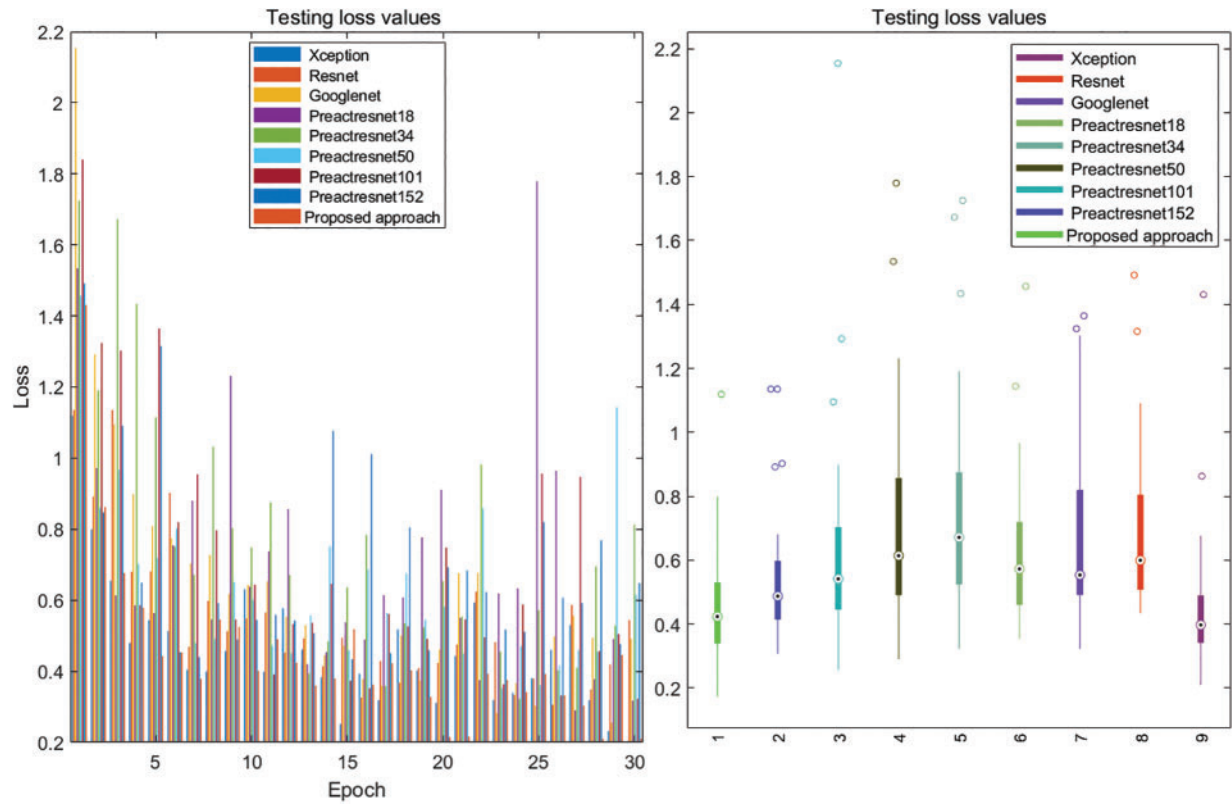 Testing loss values
2.2
2
1.8
1.6
1.4
1.2
1
0.8
0.6
0.4
0.2
Loss
Xception
Resnet
Googlenet
Preactresnet18
Preactresnet34
Preactresnet50
Preactresnet101
Preactresnet152
Proposed approach
5 10 15 20 25 30
Epoch
Testing loss values
2.2
2
1.8
1.6
1.4
1.2
1
0.8
0.6
0.4
0.2
Xception
Resnet
Googlenet
Preactresnet18
Preactresnet34
Preactresnet50
Preactresnet101
Preactresnet152
Proposed approach
1 2 3 4 5 6 7 8 9